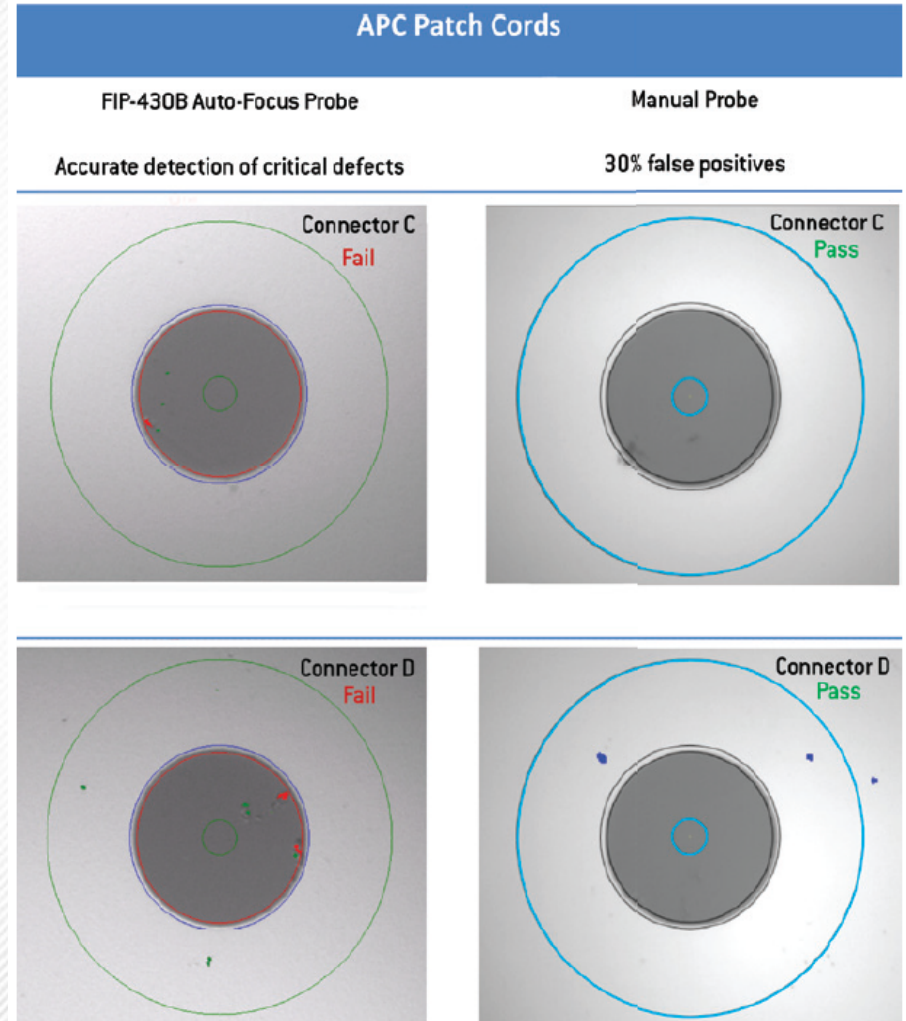 APC Patch Cords
FIP-430B Auto-Focus Probe
Manual Probe
Accurate detection of critical defects
30% false positives
Connector C
Fail
Connector C
Pass
Connector D
Fail
Connector D
Pass